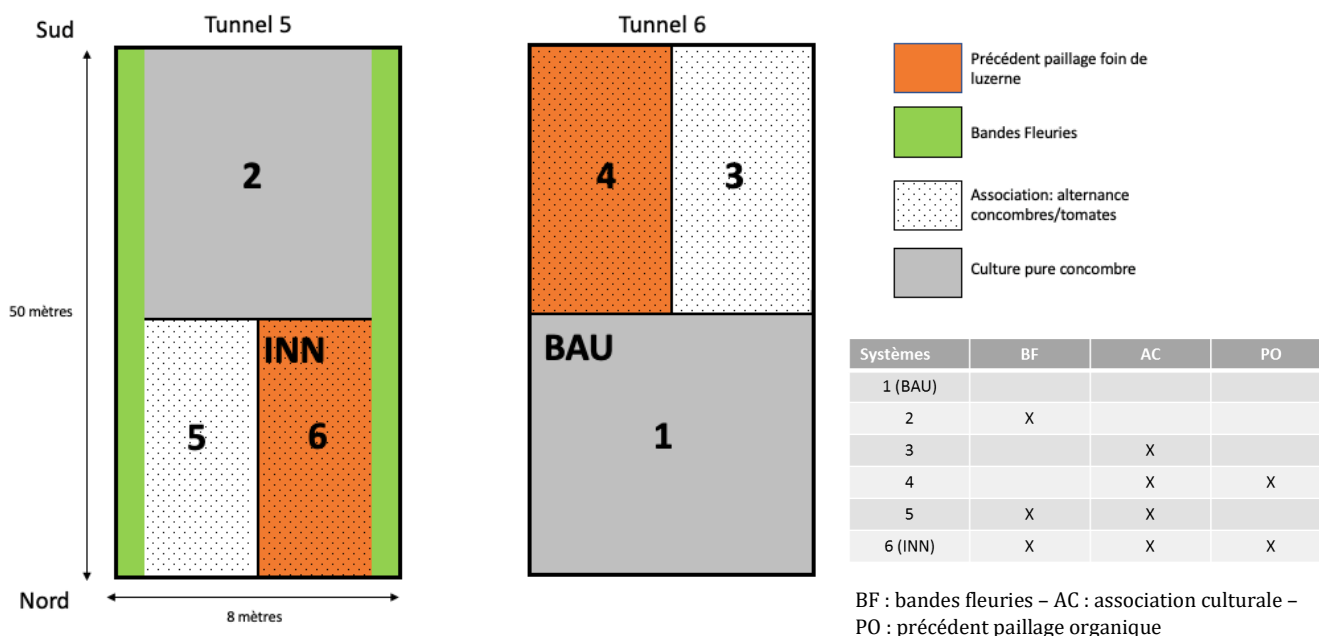 Sud
Tunnel 5
Tunnel 6
2
4
3
50 mètres
INN
BAU
5
6
1
Nord
8 mètres
Précédent paillage foin de
luzerne
Bandes Fleuries
Association: alternance
concombres/tomates
Culture pure concombre
Systèmes BF AC PO
1 (BAU)
2 X
3 X
4 X X
5 X X
6 (INN) X X X
BF : bandes fleuries – AC : association culturale –
PO : précédent paillage organique